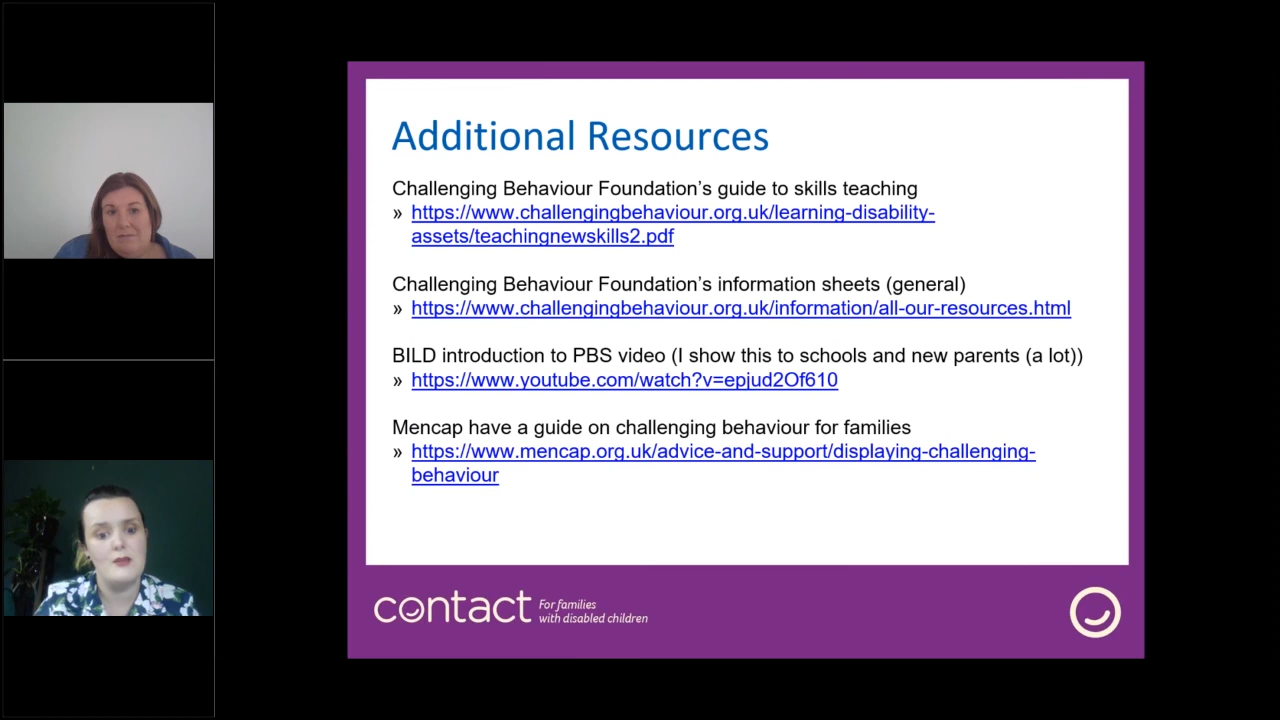 Additional Resources
Challenging Behaviour Foundation’s guide to skills teaching
» https://www.challengingbehaviour.org.uk/learning-disability-
assets/teachingnewskills2.pdf
Challenging Behaviour Foundation’s information sheets (general)
» https://www.challengingbehaviour.org.uk/information/all-our-resources.html
BILD introduction to PBS video (I show this to schools and new parents (a lot))
» https://www.youtube.com/watch?v=epjud2Of610
Mencap have a guide on challenging behaviour for families
» https://www.mencap.org.uk/advice-and-support/displaying-challenging-
behaviour
contact
For families
with disabled children